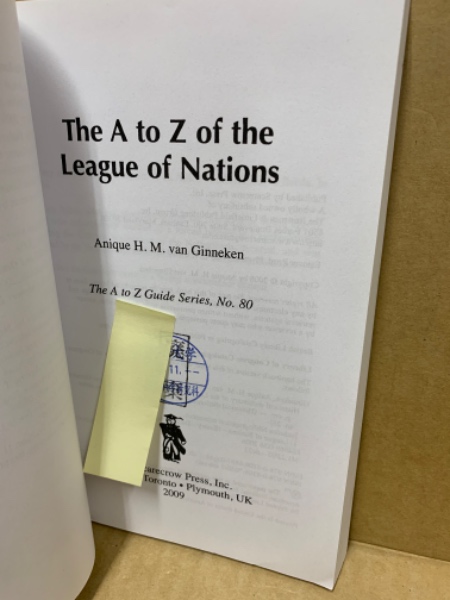 The A to Z of the
League of Nations
Anique H. M. van Ginneken
The A to Z Guide Series, No. 80
11. --
Press, Inc.
Toronto • Plymouth, UK
2009